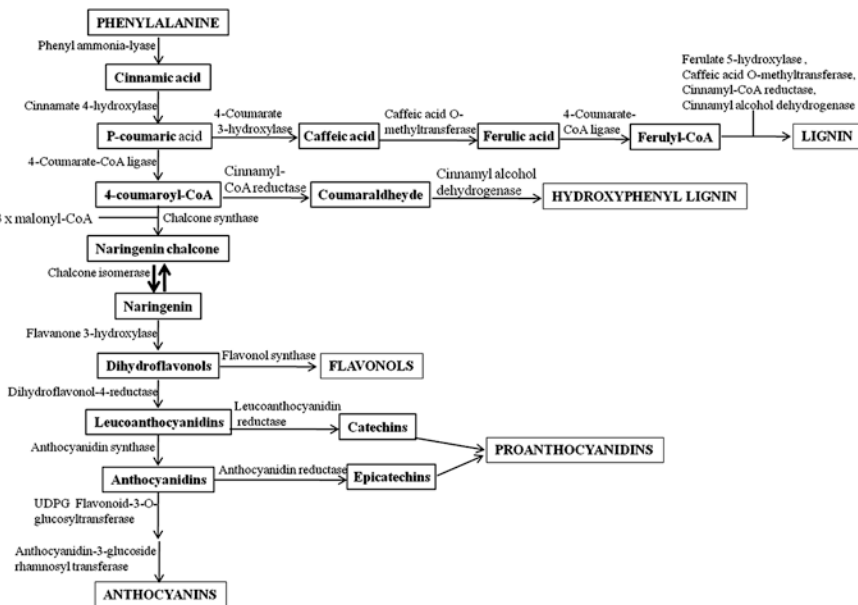 PHENYLALANINE
Phenyl ammonia-lyase
Cinnamic acid
Cinnamate 4-hydroxylase
P-coumaric acid
4-Coumarate
3-hydroxylase
Caffeic acid
Caffeic acid O-
methyltransferase
Ferulic acid
4-Coumarate-
CoA ligase
Ferulyl-CoA
Ferulate 5-hydroxylase ,
Caffeic acid O-methyltransferase,
Cinnamyl-CoA reductase,
Cinnamyl alcohol dehydrogenase
LIGNIN
4-Coumarate-CoA ligase
4-coumaroyl-CoA
Cinnamyl-
CoA reductase
Coumaraldheyde
Cinnamyl alcohol
dehydrogenase
HYDROXYPHENYL LIGNIN
x malonyl-CoA
Chalcone synthase
Naringenin chalcone
Chalcone isomerase
Naringenin
Flavanone 3-hydroxylase
Dihydroflavonols
Flavonol synthase
FLAVONOLS
Dihydroflavonol-4-reductase
Leucoanthocyanidins
Leucoanthocyanidin
reductase
Catechins
PROANTHOCYANIDINS
Anthocyanidin synthase
Anthocyanidins
Anthocyanidin reductase
Epicatechins
UDPG Flavonoid-3-O-
glucosyltransferase
Anthocyanidin-3-glucoside
rhamnosyl transferase
ANTHOCYANINS